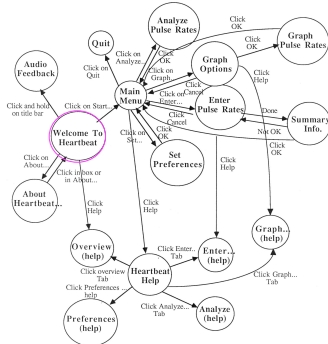 Analyze
Pulse Rates
Click
OK
Graph
Pulse Rates
Quit
Click on
Analyze...
Click
OK
Audio
Feedback
Click on
Quit
Click on
Graph...
Graph
Options
Click
Help
Click
Cancel
Main
Menu
Click on
Enter...
Enter
Pulse Rates
Click and hold
on title bar
Click on Start...
Click
Cancel
Done
Summary
Info.
Welcome To
Heartbeat
Click on
Set...
Click
OK
Not OK
Click
OK
Set
Preferences
Click on
About...
Click in box or
in About...
About
Heartbeat...
Click
Help
Click
Help
Click
Help
Graph...
(help)
Overview
(help)
Click Enter..
Tab
Enter...
(help)
Click overview
Tab
Heartbeat
Help
Click Graph...
Tab
Click Preferences ...
help
Click Analyze...
Tab
Preferences
(help)
Analyze
(help)